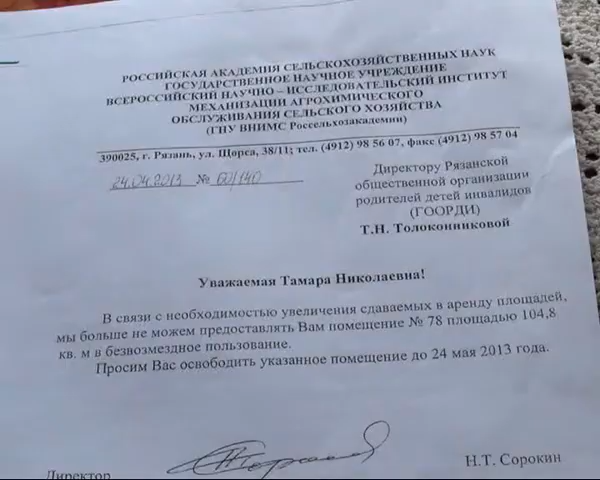 РОССИЙСКАЯ АКАДЕМИЯ СЕЛЬСКОХОЗЯЙСТВЕННЫХ НАУК
ГОСУДАРСТВЕННОЕ НАУЧНОЕ УЧРЕЖДЕНИЕ
ВСЕРОССИЙСКИЙ НАУЧНО – ИССЛЕДОВАТЕЛЬСКИЙ ИНСТИТУТ
МЕХАНИЗАЦИИ АГРОХИМИЧЕСКОГО
ОБСЛУЖИВАНИЯ СЕЛЬСКОГО ХОЗЯЙСТВА
(ГНУ ВНИМС Россельхозакадемии)
390025, г. Рязань, ул. Щорса, 38/11; тел. (4912) 98 56 07, факс (4912) 98 57 04
24.04.2013 № 60/140
Директору Рязанской
общественной организации
родителей детей инвалидов
(ГООРДИ)
Т.Н. Толоконниковой
Уважаемая Тамара Николаевна!
В связи с необходимостью увеличения сдаваемых в аренду площадей,
мы больше не можем предоставлять Вам помещение № 78 площадью 104,8
кв. м в безвозмездное пользование.
Просим Вас освободить указанное помещение до 24 мая 2013 года.
Директор
Н.Т. Сорокин